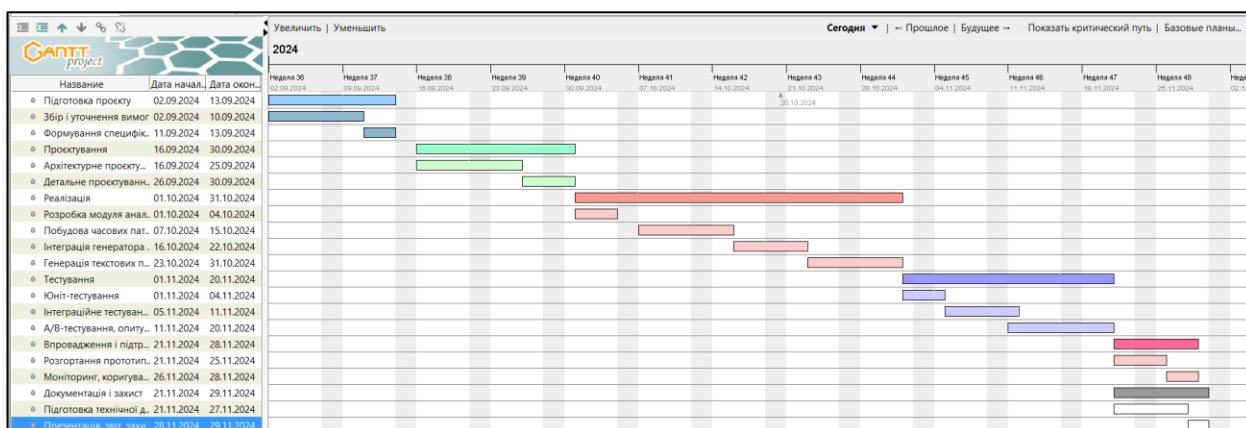 Увеличить | Уменьшить
Сегодня ▼ | ← Прошлое | Будущее → Показать критический путь | Базовые планы...
GANTT project
2024
Неделя 36 Неделя 37 Неделя 38 Неделя 39 Неделя 40 Неделя 41 Неделя 42 Неделя 43 Неделя 44 Неделя 45 Неделя 46 Неделя 47 Неделя 48
02.09.2024 09.09.2024 16.09.2024 23.09.2024 30.09.2024 07.10.2024 14.10.2024 21.10.2024 28.10.2024 04.11.2024 11.11.2024 18.11.2024 25.11.2024
20.10.2024
Название Дата начал... Дата окон...
Підготовка проєкту 02.09.2024 13.09.2024
Збір і уточнення вимог 02.09.2024 10.09.2024
Формування специфік... 11.09.2024 13.09.2024
Проєктування 16.09.2024 30.09.2024
Архітектурне проєкту... 16.09.2024 25.09.2024
Детальне проєктуванн... 26.09.2024 30.09.2024
Реалізація 01.10.2024 31.10.2024
Розробка модуля анал... 01.10.2024 04.10.2024
Побудова часових пат... 07.10.2024 15.10.2024
Інтеграція генератора ... 16.10.2024 22.10.2024
Генерація текстових п... 23.10.2024 31.10.2024
Тестування 01.11.2024 20.11.2024
Юніт-тестування 01.11.2024 04.11.2024
Інтеграційне тестуван... 05.11.2024 11.11.2024
A/B-тестування, опиту... 11.11.2024 20.11.2024
Впровадження і підтр... 21.11.2024 28.11.2024
Розгортання прототип... 21.11.2024 25.11.2024
Моніторинг, коригува... 26.11.2024 28.11.2024
Документація і захист 21.11.2024 29.11.2024
Підготовка технічної д... 21.11.2024 27.11.2024
Презентація, звіт, захи... 28.11.2024 29.11.2024